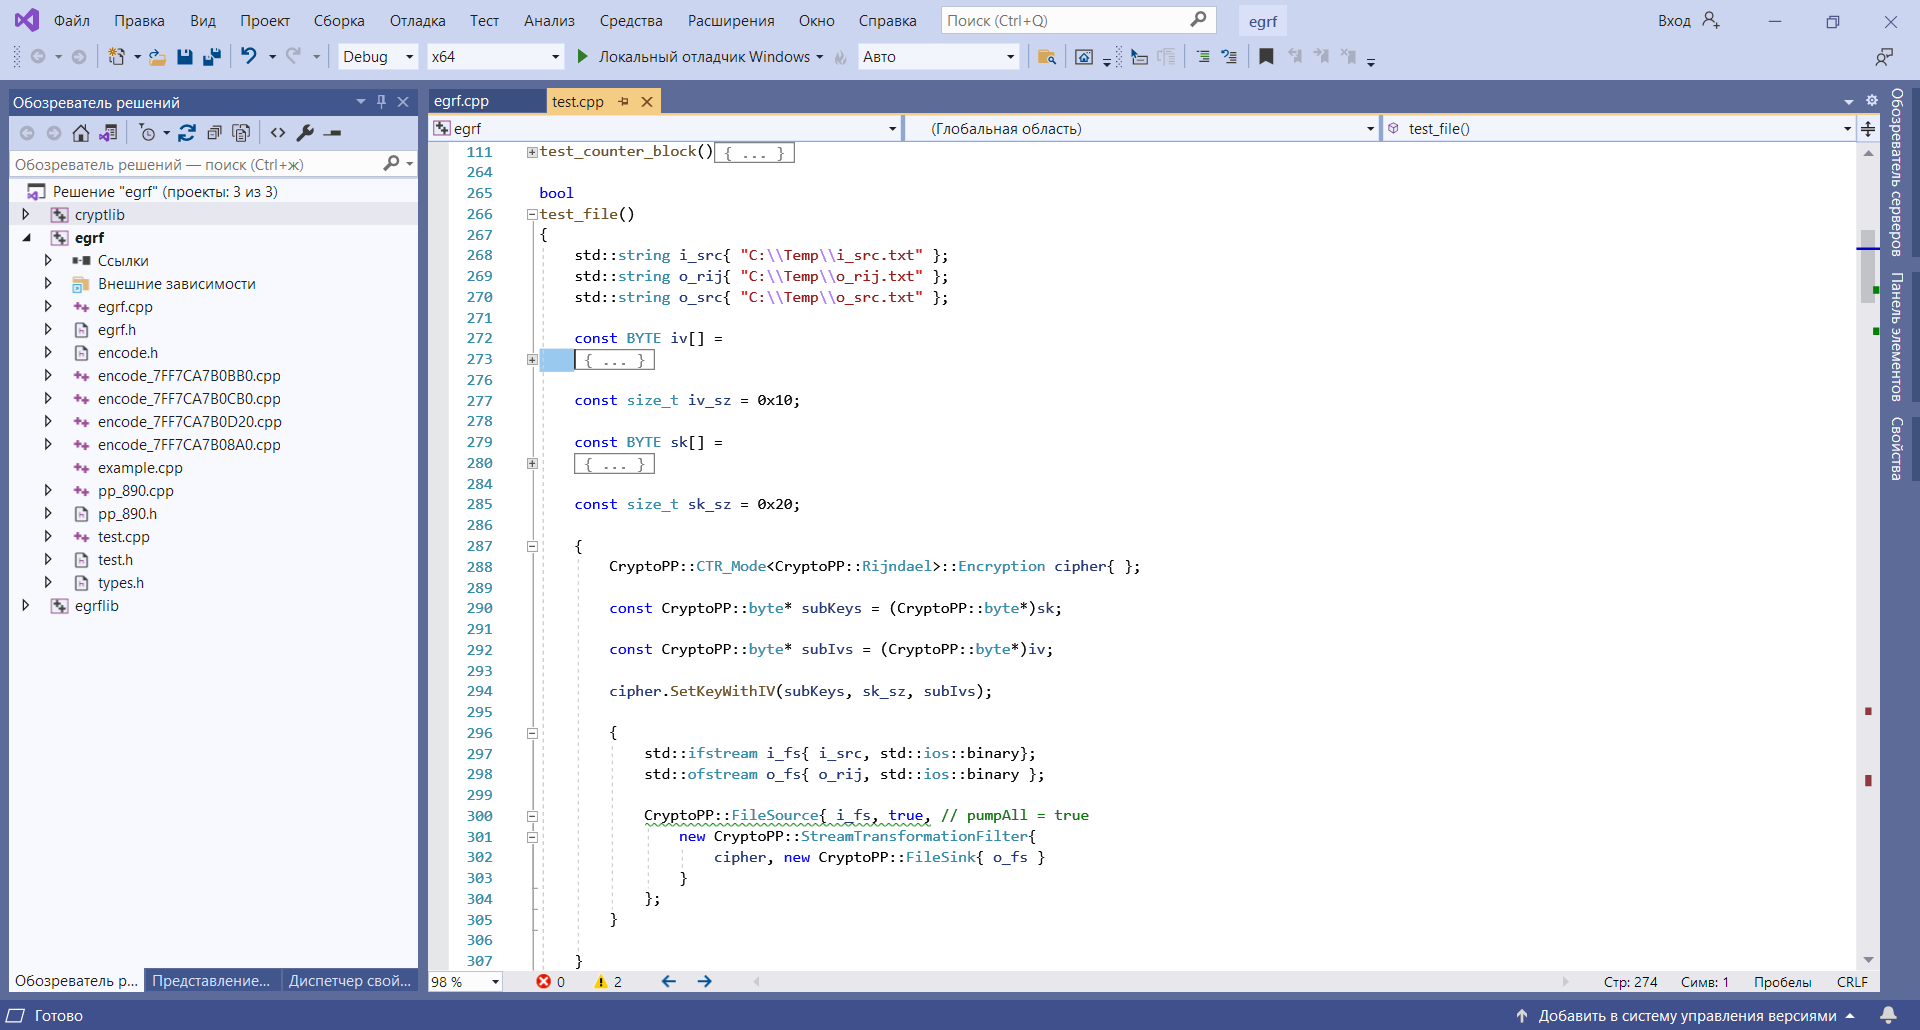 Файл Правка Вид Проект Сборка Отладка Тест Анализ Средства Расширения Окно Справка Поиск (Ctrl+Q) egrf Вход
Debug x64 Локальный отладчик Windows Авто
Обозреватель решений
Обозреватель решений — поиск (Ctrl+ж)
Решение "egrf" (проекты: 3 из 3)
cryptlib
egrf
Ссылки
Внешние зависимости
egrf.cpp
egrf.h
encode.h
encode_7FF7CA7B0BB0.cpp
encode_7FF7CA7B0CB0.cpp
encode_7FF7CA7B0D20.cpp
encode_7FF7CA7B08A0.cpp
example.cpp
pp_890.cpp
pp_890.h
test.cpp
test.h
types.h
egrflib
Обозреватель р... Представление... Диспетчер свой...
egrf.cpp test.cpp
egrf (Глобальная область) test_file()
111 test_counter_block(){ ... }
264
265 bool
266 test_file()
267 {
268 std::string i_src{ "C:\\Temp\\i_src.txt" };
269 std::string o_rij{ "C:\\Temp\\o_rij.txt" };
270 std::string o_src{ "C:\\Temp\\o_src.txt" };
271
272 const BYTE iv[] =
273 { ... }
276
277 const size_t iv_sz = 0x10;
278
279 const BYTE sk[] =
280 { ... }
284
285 const size_t sk_sz = 0x20;
286
287 {
288 CryptoPP::CTR_Mode<CryptoPP::Rijndael>::Encryption cipher{ };
289
290 const CryptoPP::byte* subKeys = (CryptoPP::byte*)sk;
291
292 const CryptoPP::byte* subIvs = (CryptoPP::byte*)iv;
293
294 cipher.SetKeyWithIV(subKeys, sk_sz, subIvs);
295
296 {
297 std::ifstream i_fs{ i_src, std::ios::binary};
298 std::ofstream o_fs{ o_rij, std::ios::binary };
299
300 CryptoPP::FileSource{ i_fs, true, // pumpAll = true
301 new CryptoPP::StreamTransformationFilter{
302 cipher, new CryptoPP::FileSink{ o_fs }
303 }
304 };
305 }
306
307 }
98 % 0 2 Стр: 274 Симв: 1 Пробелы CRLF
Обозреватель серверов
Панель элементов
Свойства
Готово Добавить в систему управления версиями